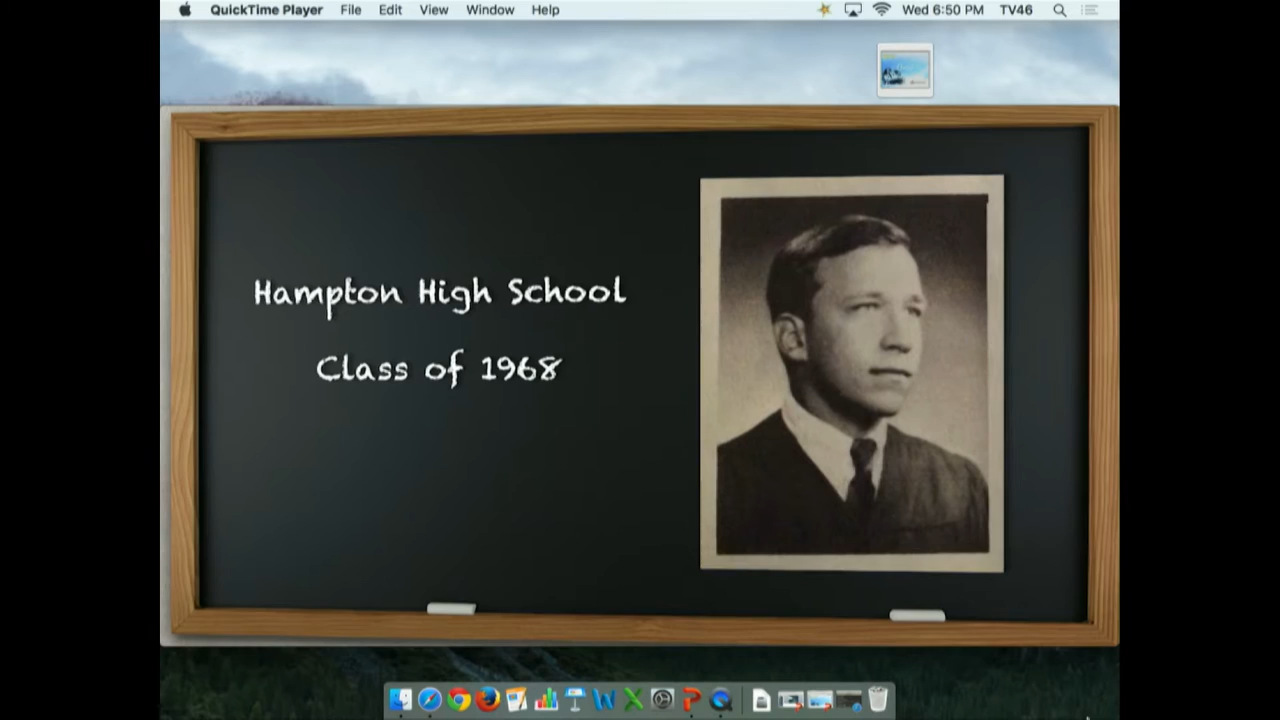 QuickTime Player File Edit View Window Help Wed 6:50 PM TV46
Hampton High School
Class of 1968